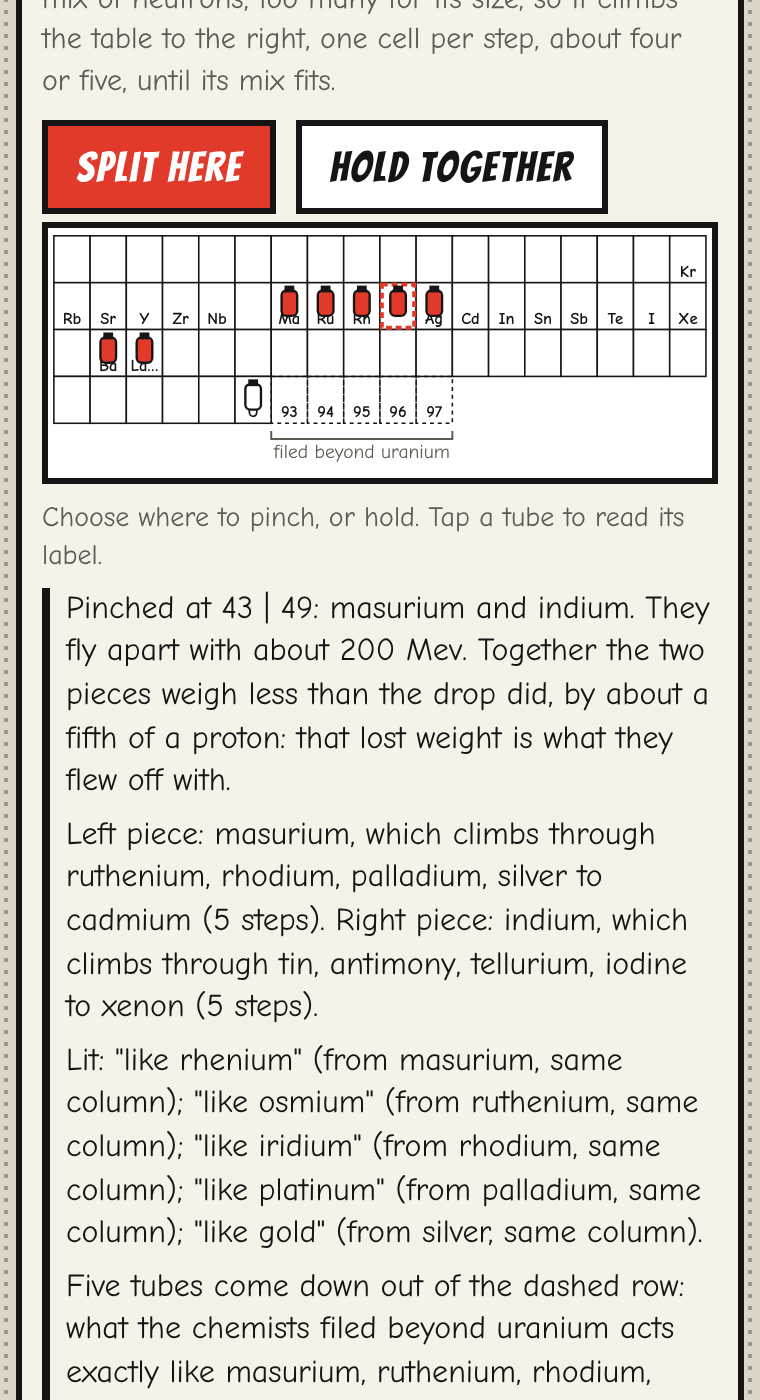 mix of neutrons, too many for its size, so it climbs
the table to the right, one cell per step, about four
or five, until its mix fits.
SPLIT HERE
HOLD TOGETHER
Kr
Rb Sr Y Zr Nb Ma Ru Rh Ag Cd In Sn Sb Te I Xe
Ba La...
U 93 94 95 96 97
filed beyond uranium
Choose where to pinch, or hold. Tap a tube to read its
label.
Pinched at 43 | 49: masurium and indium. They
fly apart with about 200 Mev. Together the two
pieces weigh less than the drop did, by about a
fifth of a proton: that lost weight is what they
flew off with.
Left piece: masurium, which climbs through
ruthenium, rhodium, palladium, silver to
cadmium (5 steps). Right piece: indium, which
climbs through tin, antimony, tellurium, iodine
to xenon (5 steps).
Lit: "like rhenium" (from masurium, same
column); "like osmium" (from ruthenium, same
column); "like iridium" (from rhodium, same
column); "like platinum" (from palladium, same
column); "like gold" (from silver, same column).
Five tubes come down out of the dashed row:
what the chemists filed beyond uranium acts
exactly like masurium, ruthenium, rhodium,